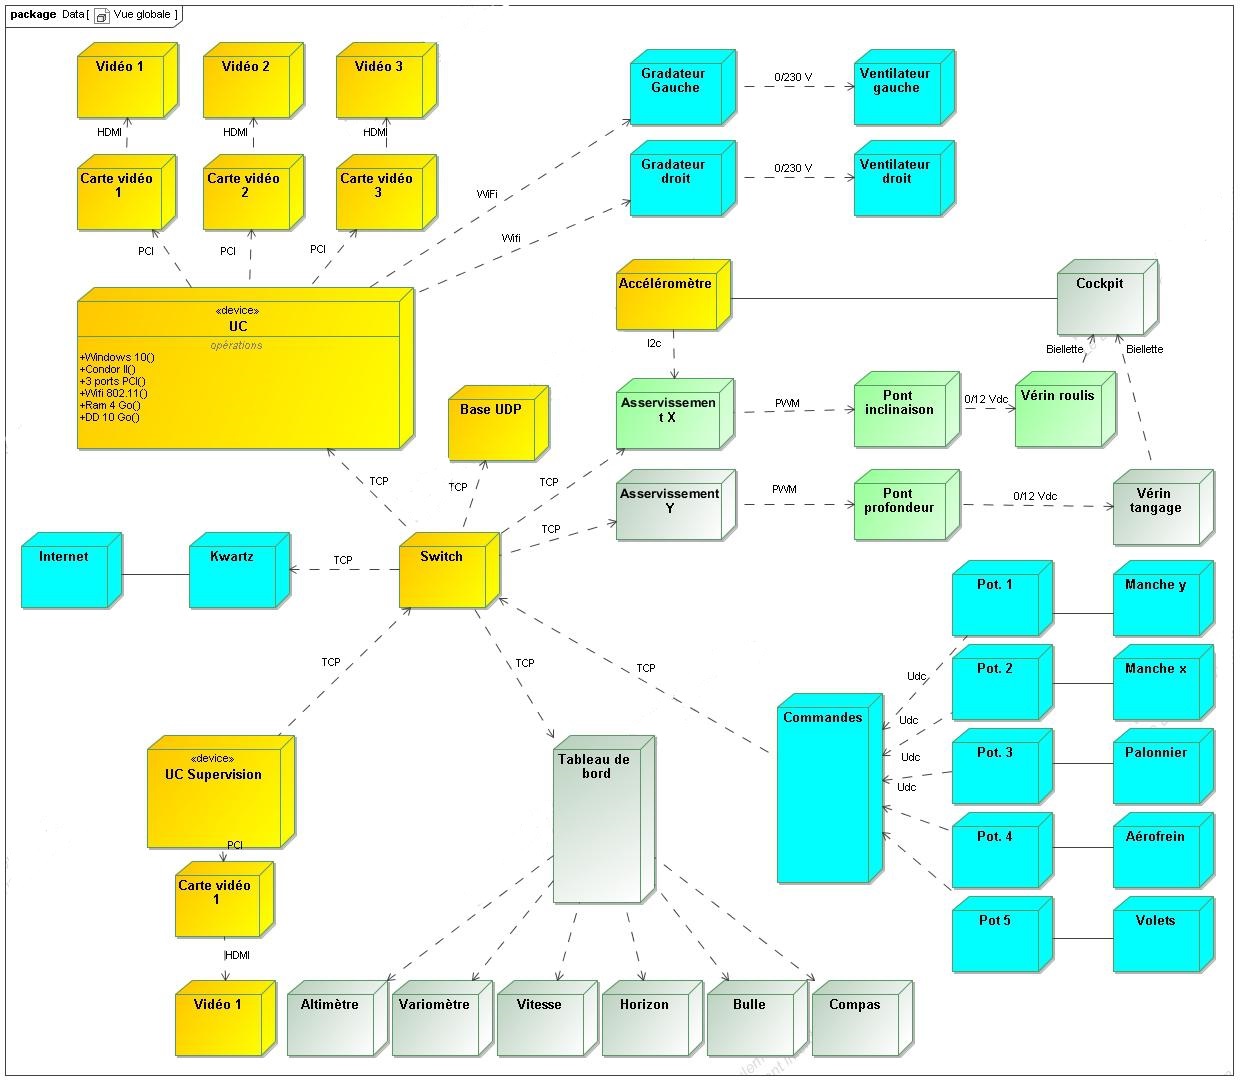 package Data [ Vue globale ]
Vidéo 1
Vidéo 2
Vidéo 3
HDMI
HDMI
HDMI
Carte vidéo
1
Carte vidéo
2
Carte vidéo
3
PCI
PCI
PCI
«device»
UC
opérations
+Windows 10()
+Condor II()
+3 ports PCI()
+Wifi 802.11()
+Ram 4 Go()
+DD 10 Go()
WiFi
Wifi
Gradateur
Gauche
0/230 V
Ventilateur
gauche
Gradateur
droit
0/230 V
Ventilateur
droit
Accéléromètre
Cockpit
I2c
Biellette
Biellette
Asservissemen
t X
PWM
Pont
inclinaison
0/12 Vdc
Vérin roulis
Base UDP
Asservissement
Y
PWM
Pont
profondeur
0/12 Vdc
Vérin
tangage
TCP
TCP
TCP
TCP
Internet
Kwartz
TCP
Switch
TCP
TCP
TCP
Pot. 1
Manche y
Pot. 2
Manche x
Pot. 3
Palonnier
Pot. 4
Aérofrein
Pot 5
Volets
Udc
Udc
Udc
Udc
Commandes
«device»
UC Supervision
PCI
Carte vidéo
1
HDMI
Vidéo 1
Tableau de
bord
Altimètre
Variomètre
Vitesse
Horizon
Bulle
Compas